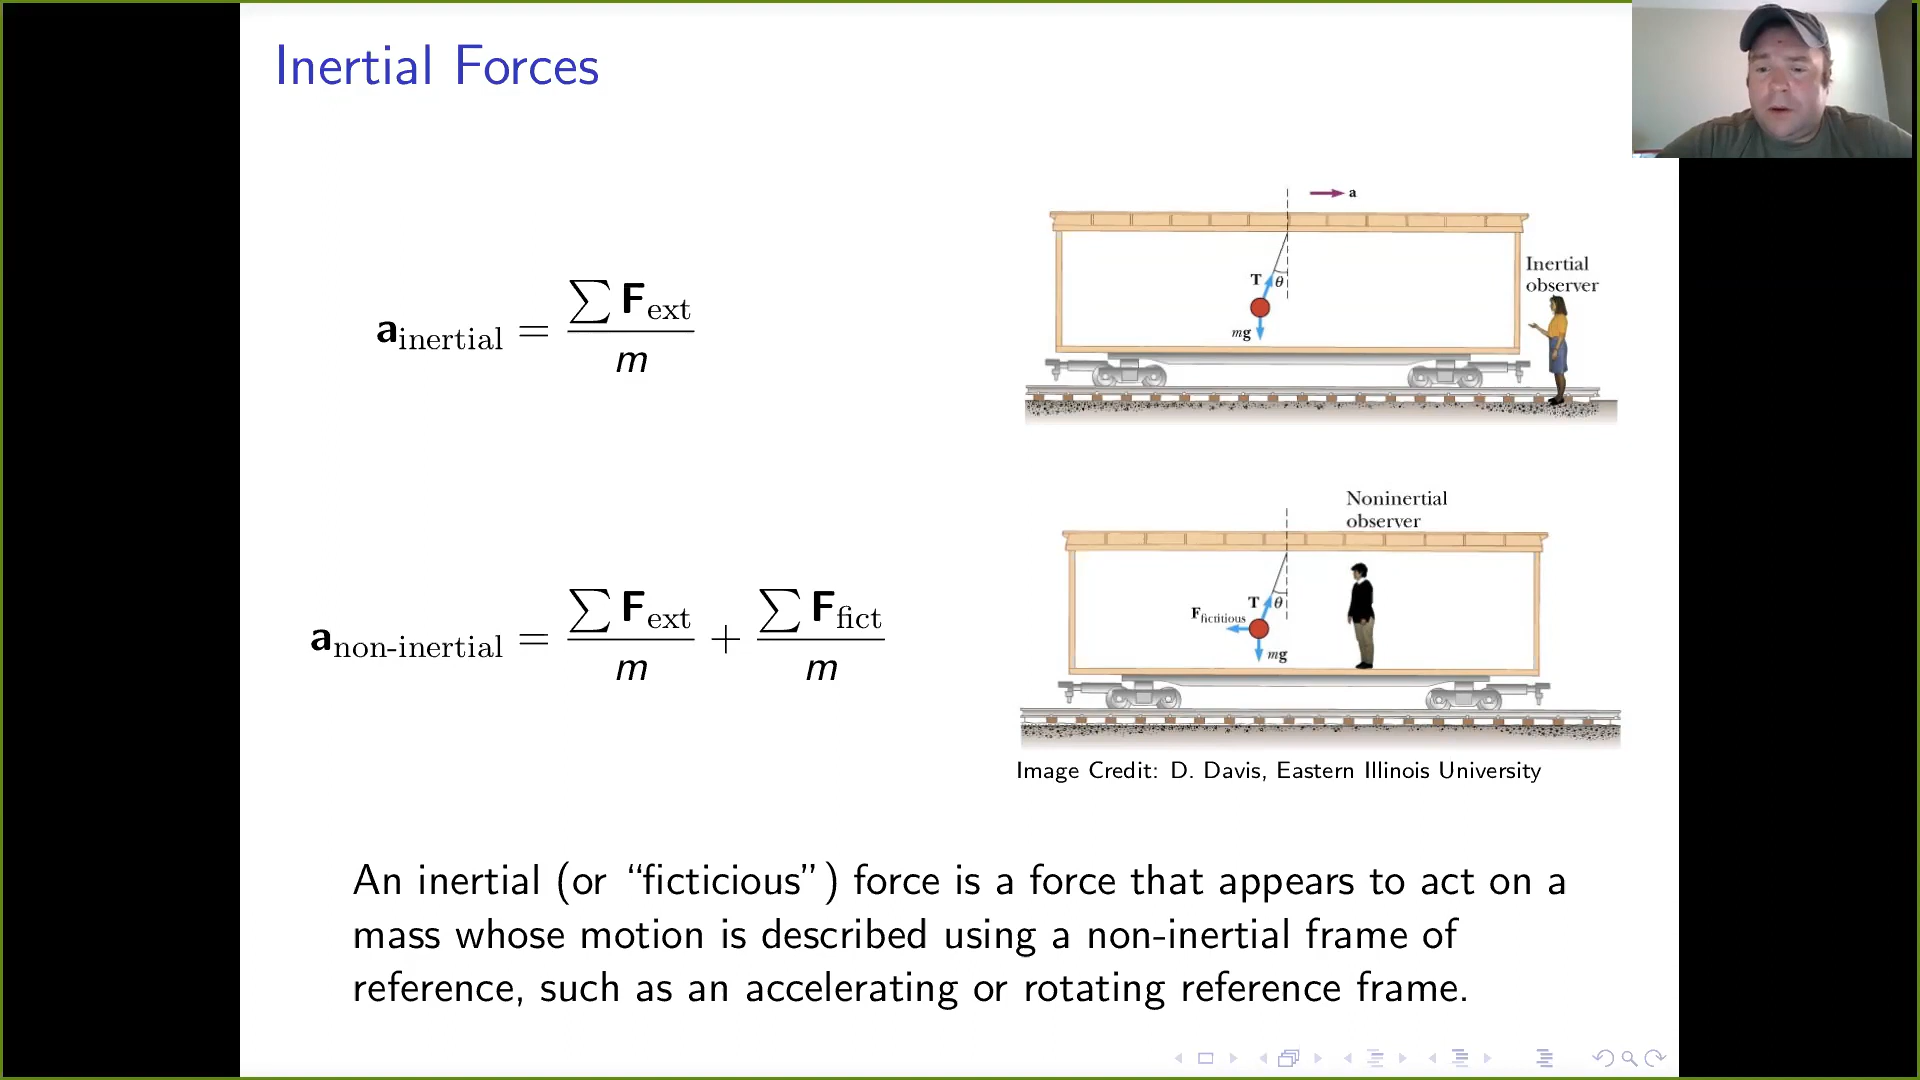 Inertial Forces
a
Inertial
observer
T θ
mg
a_inertial = ∑ F_ext / m
Noninertial
observer
T θ
F_fictitious
mg
a_non-inertial = ∑ F_ext / m + ∑ F_fict / m
Image Credit: D. Davis, Eastern Illinois University
An inertial (or “ficticious”) force is a force that appears to act on a
mass whose motion is described using a non-inertial frame of
reference, such as an accelerating or rotating reference frame.